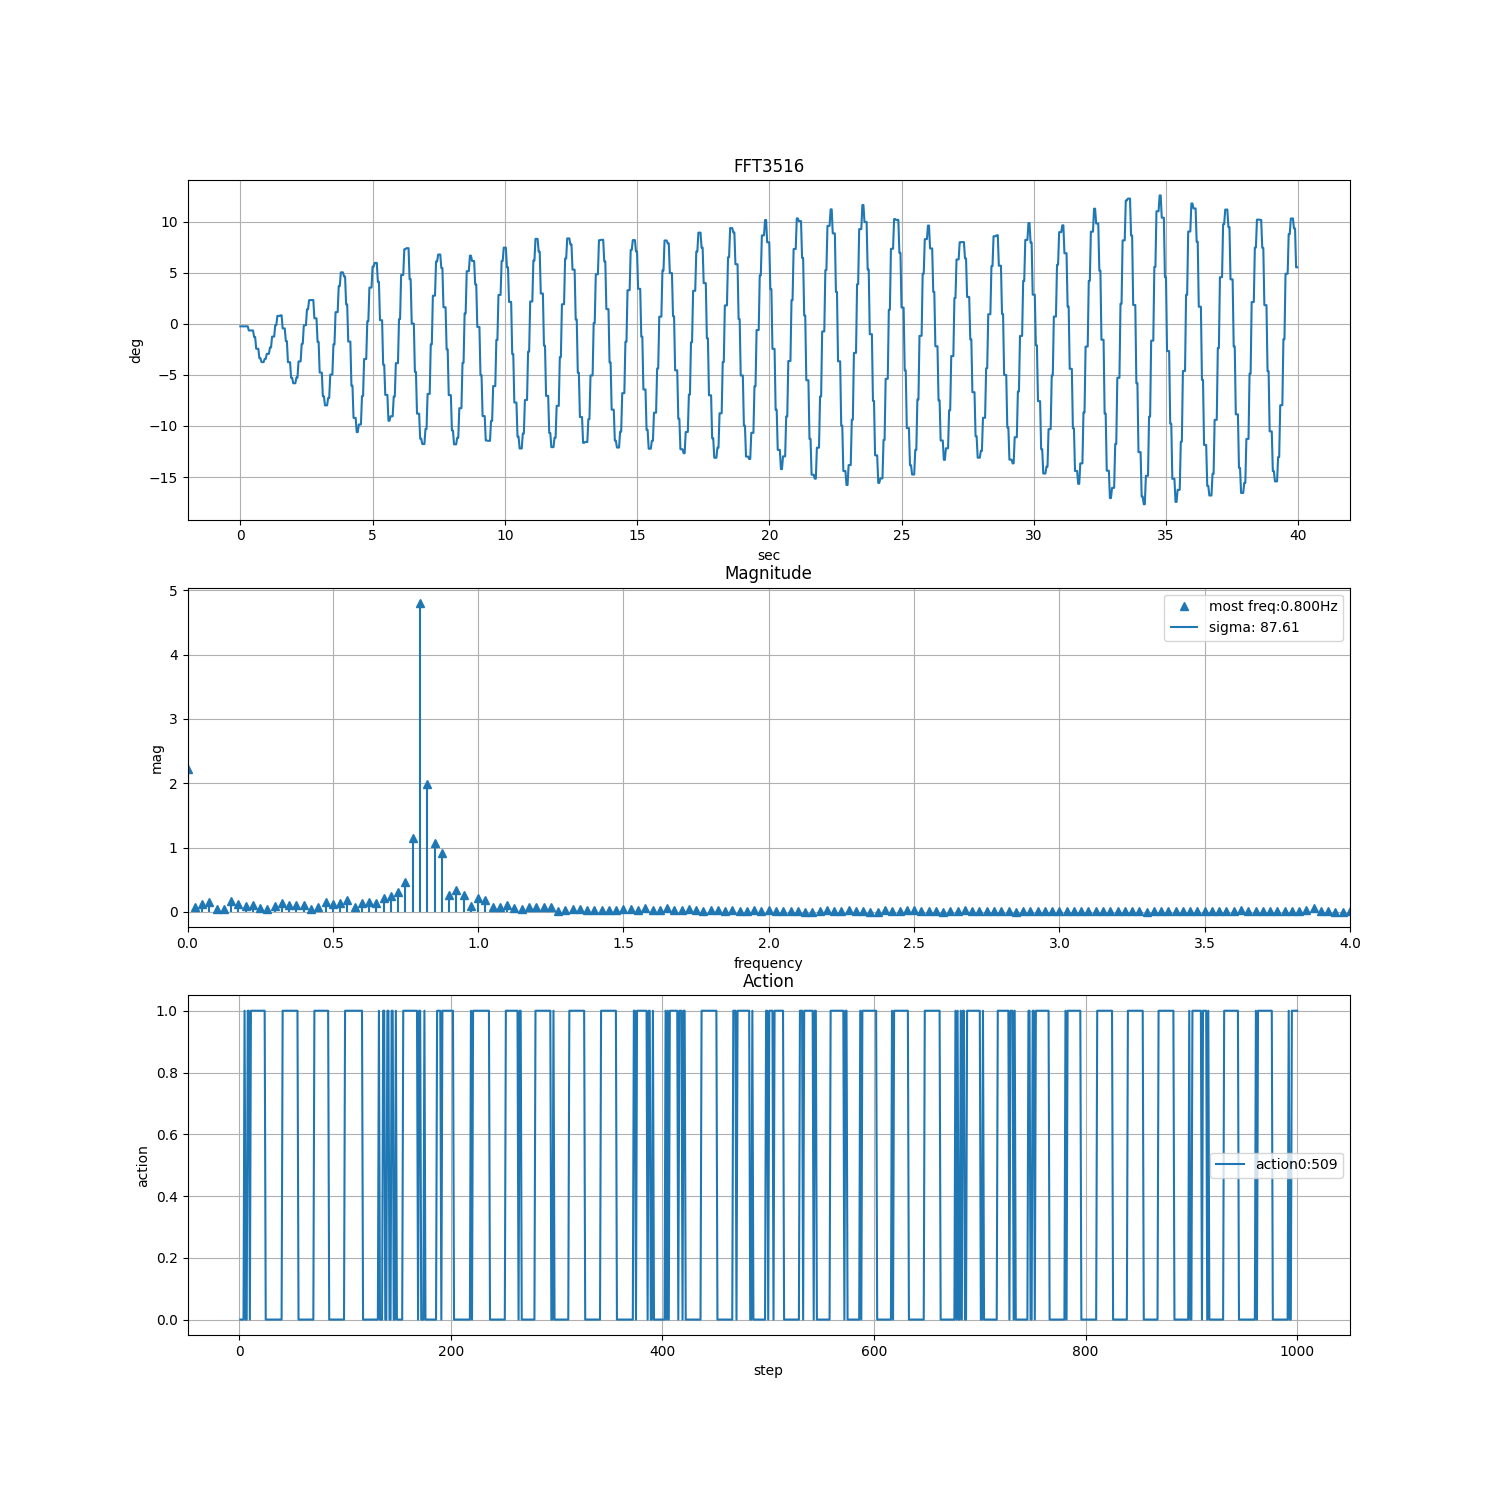 FFT3516
deg
10
5
0
−5
−10
−15
0 5 10 15 20 25 30 35 40
sec
Magnitude
mag
5
4
3
2
1
0
most freq:0.800Hz
sigma: 87.61
0.0 0.5 1.0 1.5 2.0 2.5 3.0 3.5 4.0
frequency
Action
action
1.0
0.8
0.6
0.4
0.2
0.0
action0:509
0 200 400 600 800 1000
step